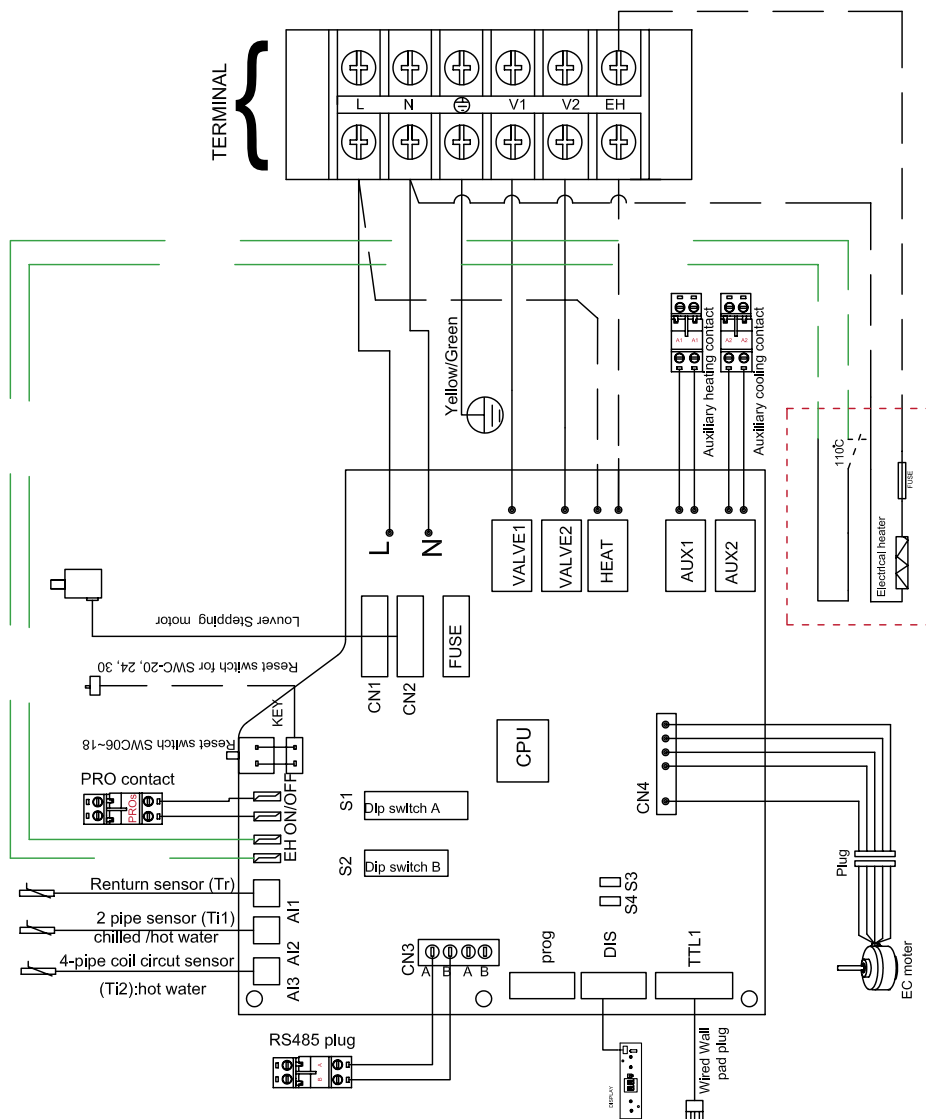 TERMINAL
L N V1 V2 EH
Yellow/Green
A1 A1
A2 A2
Auxiliary heating contact
Auxiliary cooling contact
110℃
FUSE
Electrical heater
L
N
VALVE1
VALVE2
HEAT
AUX1
AUX2
Louver Stepping motor
Reset switch for SWC-20, 24, 30
Reset switch SWC06~18
KEY
CN1
CN2
FUSE
CPU
PRO contact
PROs
EH ON/OFF
S1
Dip switch A
S2
Dip switch B
CN4
Plug
S4 S3
Renturn sensor (Tr)
AI1
2 pipe sensor (Ti1)
chilled /hot water
AI2
4-pipe coil circut sensor
(Ti2):hot water
AI3
CN3
A B A B
prog
DIS
TTL1
EC moter
RS485 plug
B A
DISPLAY
Wired Wall
pad plug